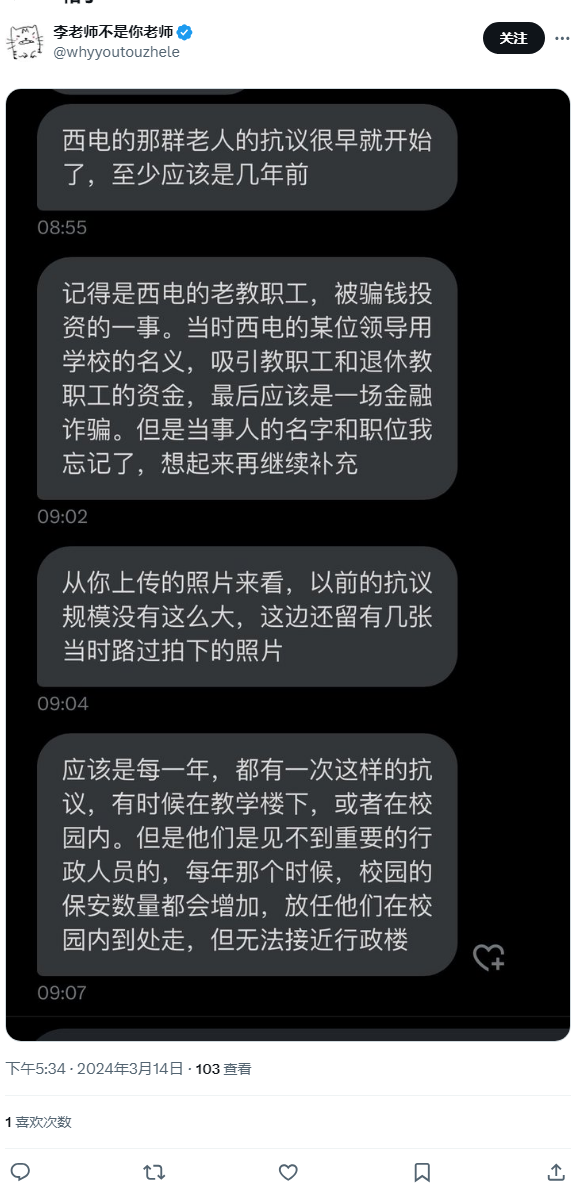 李老师不是你老师
@whyyoutouzhele
关注
西电的那群老人的抗议很早就开始
了，至少应该是几年前
08:55
记得是西电的老教职工，被骗钱投
资的一事。当时西电的某位领导用
学校的名义，吸引教职工和退休教
职工的资金，最后应该是一场金融
诈骗。但是当事人的名字和职位我
忘记了，想起来再继续补充
09:02
从你上传的照片来看，以前的抗议
规模没有这么大，这边还留有几张
当时路过拍下的照片
09:04
应该是每一年，都有一次这样的抗
议，有时候在教学楼下，或者在校
园内。但是他们是见不到重要的行
政人员的，每年那个时候，校园的
保安数量都会增加，放任他们在校
园内到处走，但无法接近行政楼
09:07
下午5:34 · 2024年3月14日 · 103 查看
1 喜欢次数